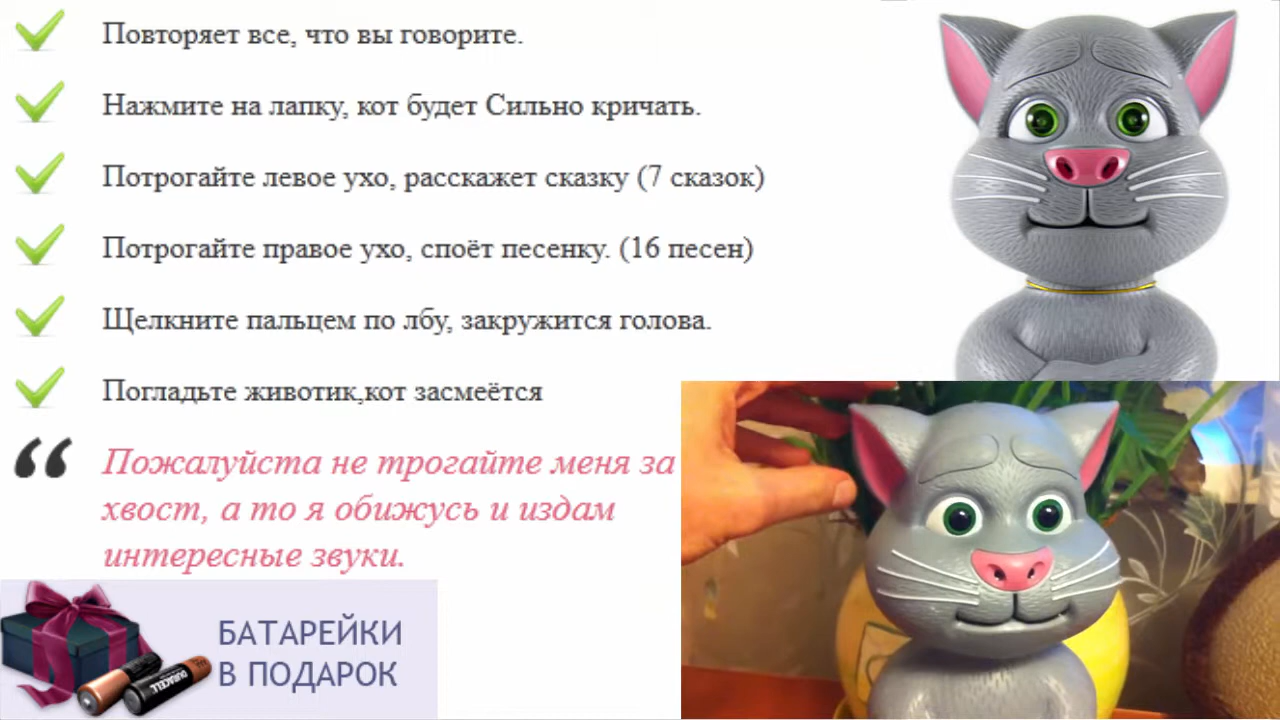 Повторяет все, что вы говорите.
Нажмите на лапку, кот будет Сильно кричать.
Потрогайте левое ухо, расскажет сказку (7 сказок)
Потрогайте правое ухо, споёт песенку. (16 песен)
Щелкните пальцем по лбу, закружится голова.
Погладьте животик,кот засмеётся
“ Пожалуйста не трогайте меня за
хвост, а то я обижусь и издам
интересные звуки.
БАТАРЕЙКИ
В ПОДАРОК
DURACELL